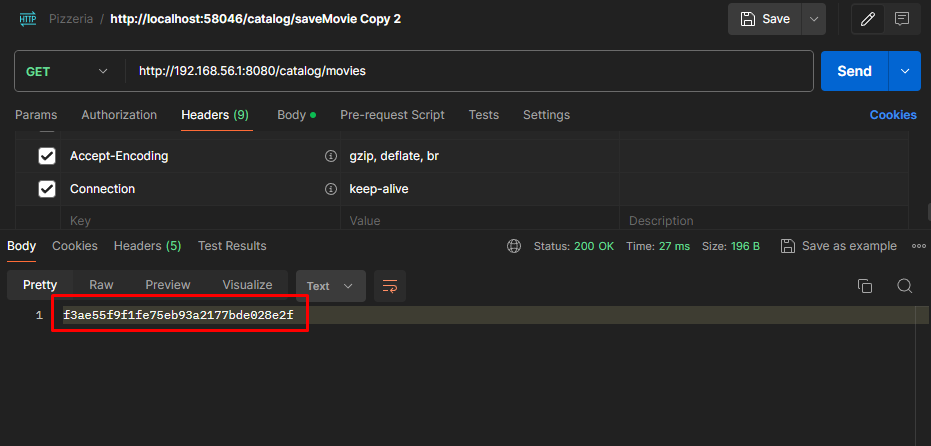 HTTP Pizzeria / http://localhost:58046/catalog/saveMovie Copy 2 Save
GET http://192.168.56.1:8080/catalog/movies Send
Params Authorization Headers (9) Body Pre-request Script Tests Settings Cookies
Accept-Encoding gzip, deflate, br
Connection keep-alive
Key Value Description
Body Cookies Headers (5) Test Results Status: 200 OK Time: 27 ms Size: 196 B Save as example
Pretty Raw Preview Visualize Text
1 f3ae55f9f1fe75eb93a2177bde028e2f